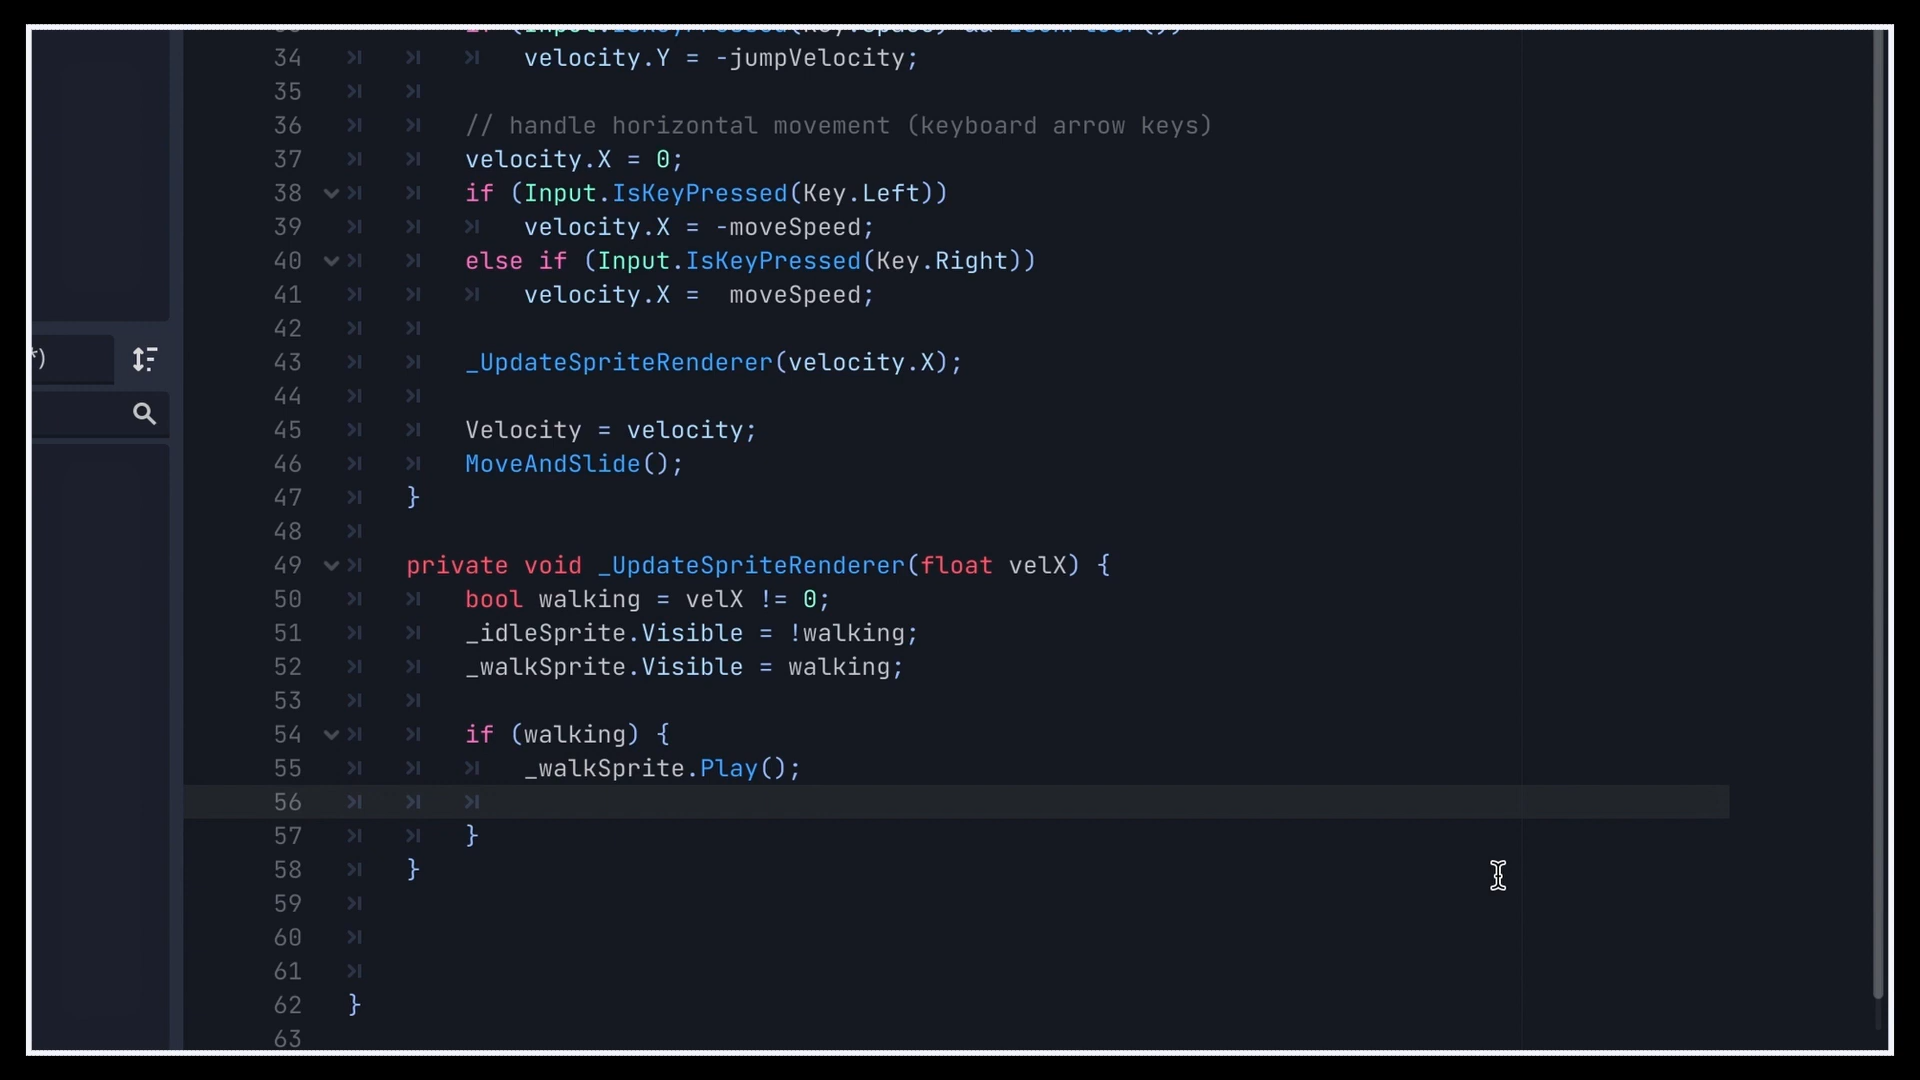 34 velocity.Y = -jumpVelocity;
35
36 // handle horizontal movement (keyboard arrow keys)
37 velocity.X = 0;
38 if (Input.IsKeyPressed(Key.Left))
39 velocity.X = -moveSpeed;
40 else if (Input.IsKeyPressed(Key.Right))
41 velocity.X =  moveSpeed;
42
43 _UpdateSpriteRenderer(velocity.X);
44
45 Velocity = velocity;
46 MoveAndSlide();
47 }
48
49 private void _UpdateSpriteRenderer(float velX) {
50 bool walking = velX != 0;
51 _idleSprite.Visible = !walking;
52 _walkSprite.Visible = walking;
53
54 if (walking) {
55 _walkSprite.Play();
56
57 }
58 }
59
60
61
62 }
63